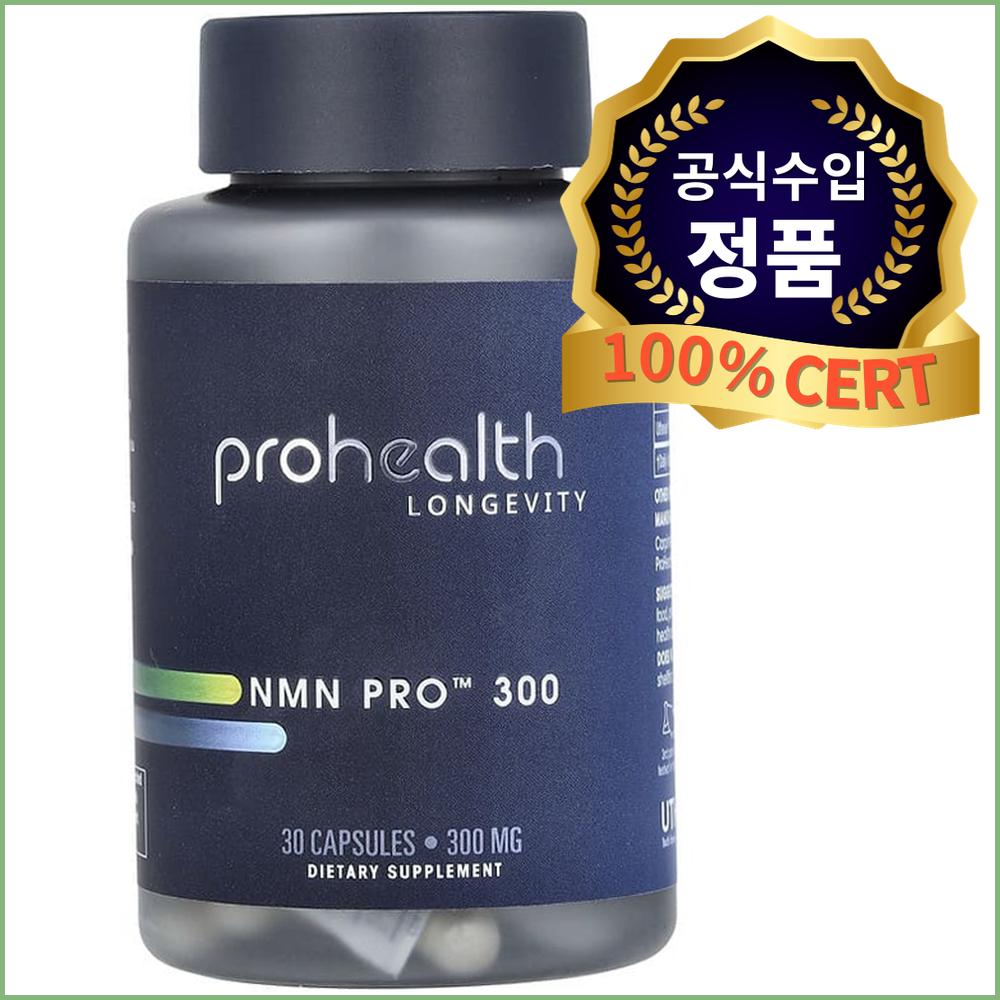 공식수입
정품
100% CERT
prohealth
LONGEVITY
NMN PRO™ 300
30 CAPSULES • 300 MG
DIETARY SUPPLEMENT